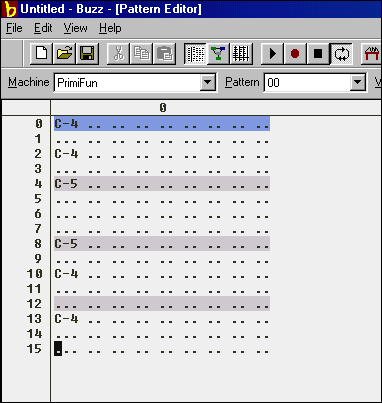 Untitled - Buzz - [Pattern Editor]
File Edit View Help
Machine PrimiFun Pattern 00 V
0
0 C-4 .. .. .. .. .. .. .. ..
1 ... .. .. .. .. .. .. .. ..
2 C-4 .. .. .. .. .. .. .. ..
3 ... .. .. .. .. .. .. .. ..
4 C-5 .. .. .. .. .. .. .. ..
5 ... .. .. .. .. .. .. .. ..
6 ... .. .. .. .. .. .. .. ..
7 ... .. .. .. .. .. .. .. ..
8 C-5 .. .. .. .. .. .. .. ..
9 ... .. .. .. .. .. .. .. ..
10 C-4 .. .. .. .. .. .. .. ..
11 ... .. .. .. .. .. .. .. ..
12 ... .. .. .. .. .. .. .. ..
13 C-4 .. .. .. .. .. .. .. ..
14 ... .. .. .. .. .. .. .. ..
15 ... .. .. .. .. .. .. .. ..